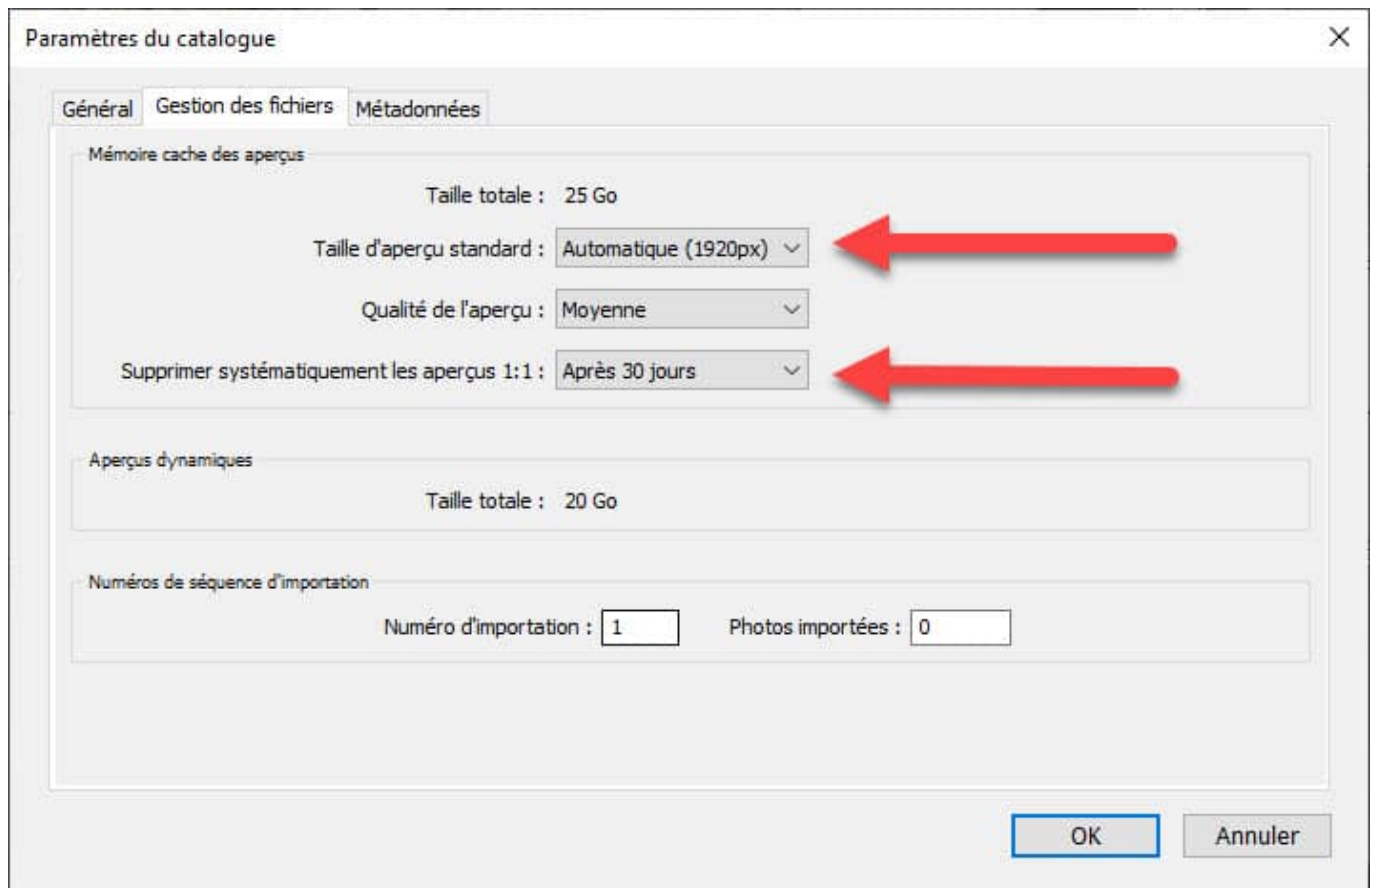 Paramètres du catalogue
Général Gestion des fichiers Métadonnées
Mémoire cache des aperçus
Taille totale : 25 Go
Taille d'aperçu standard : Automatique (1920px)
Qualité de l'aperçu : Moyenne
Supprimer systématiquement les aperçus 1:1 : Après 30 jours
Aperçus dynamiques
Taille totale : 20 Go
Numéros de séquence d'importation
Numéro d'importation : 1 Photos importées : 0
OK Annuler